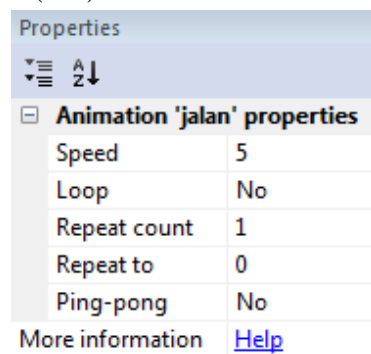 Properties
A
Z
Animation 'jalan' properties
Speed 5
Loop No
Repeat count 1
Repeat to 0
Ping-pong No
More information Help